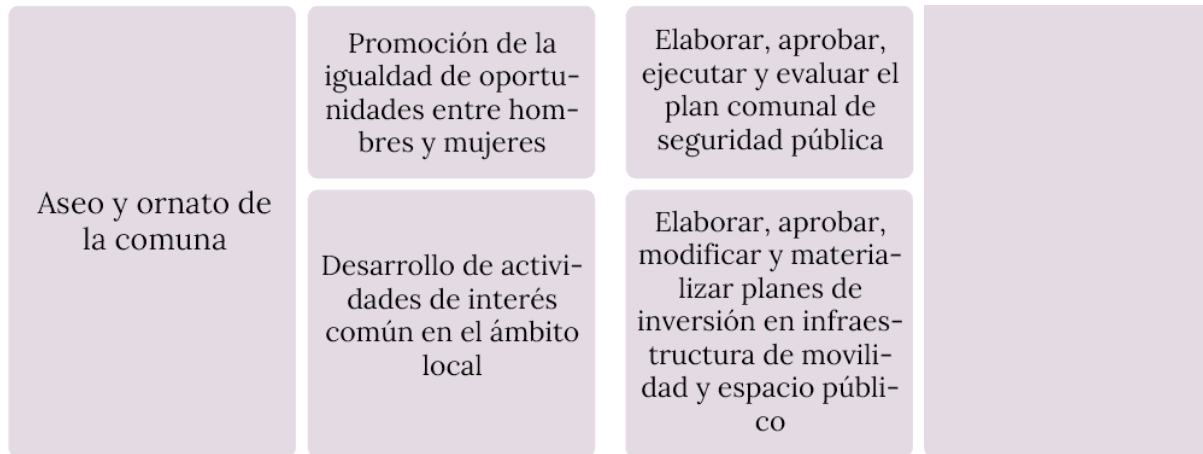 Aseo y ornato de
la comuna
Promoción de la
igualdad de oportu-
nidades entre hom-
bres y mujeres
Desarrollo de activi-
dades de interés
común en el ámbito
local
Elaborar, aprobar,
ejecutar y evaluar el
plan comunal de
seguridad pública
Elaborar, aprobar,
modificar y materia-
lizar planes de
inversión en infraes-
tructura de movili-
dad y espacio públi-
co